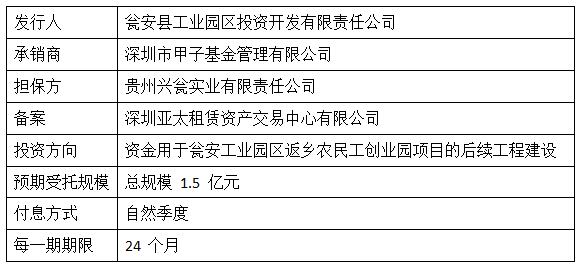 发行人 瓮安县工业园区投资开发有限责任公司
承销商 深圳市甲子基金管理有限公司
担保方 贵州兴瓮实业有限责任公司
备案 深圳亚太租赁资产交易中心有限公司
投资方向 资金用于瓮安工业园区返乡农民工创业园项目的后续工程建设
预期受托规模 总规模 1.5 亿元
付息方式 自然季度
每一期期限 24 个月